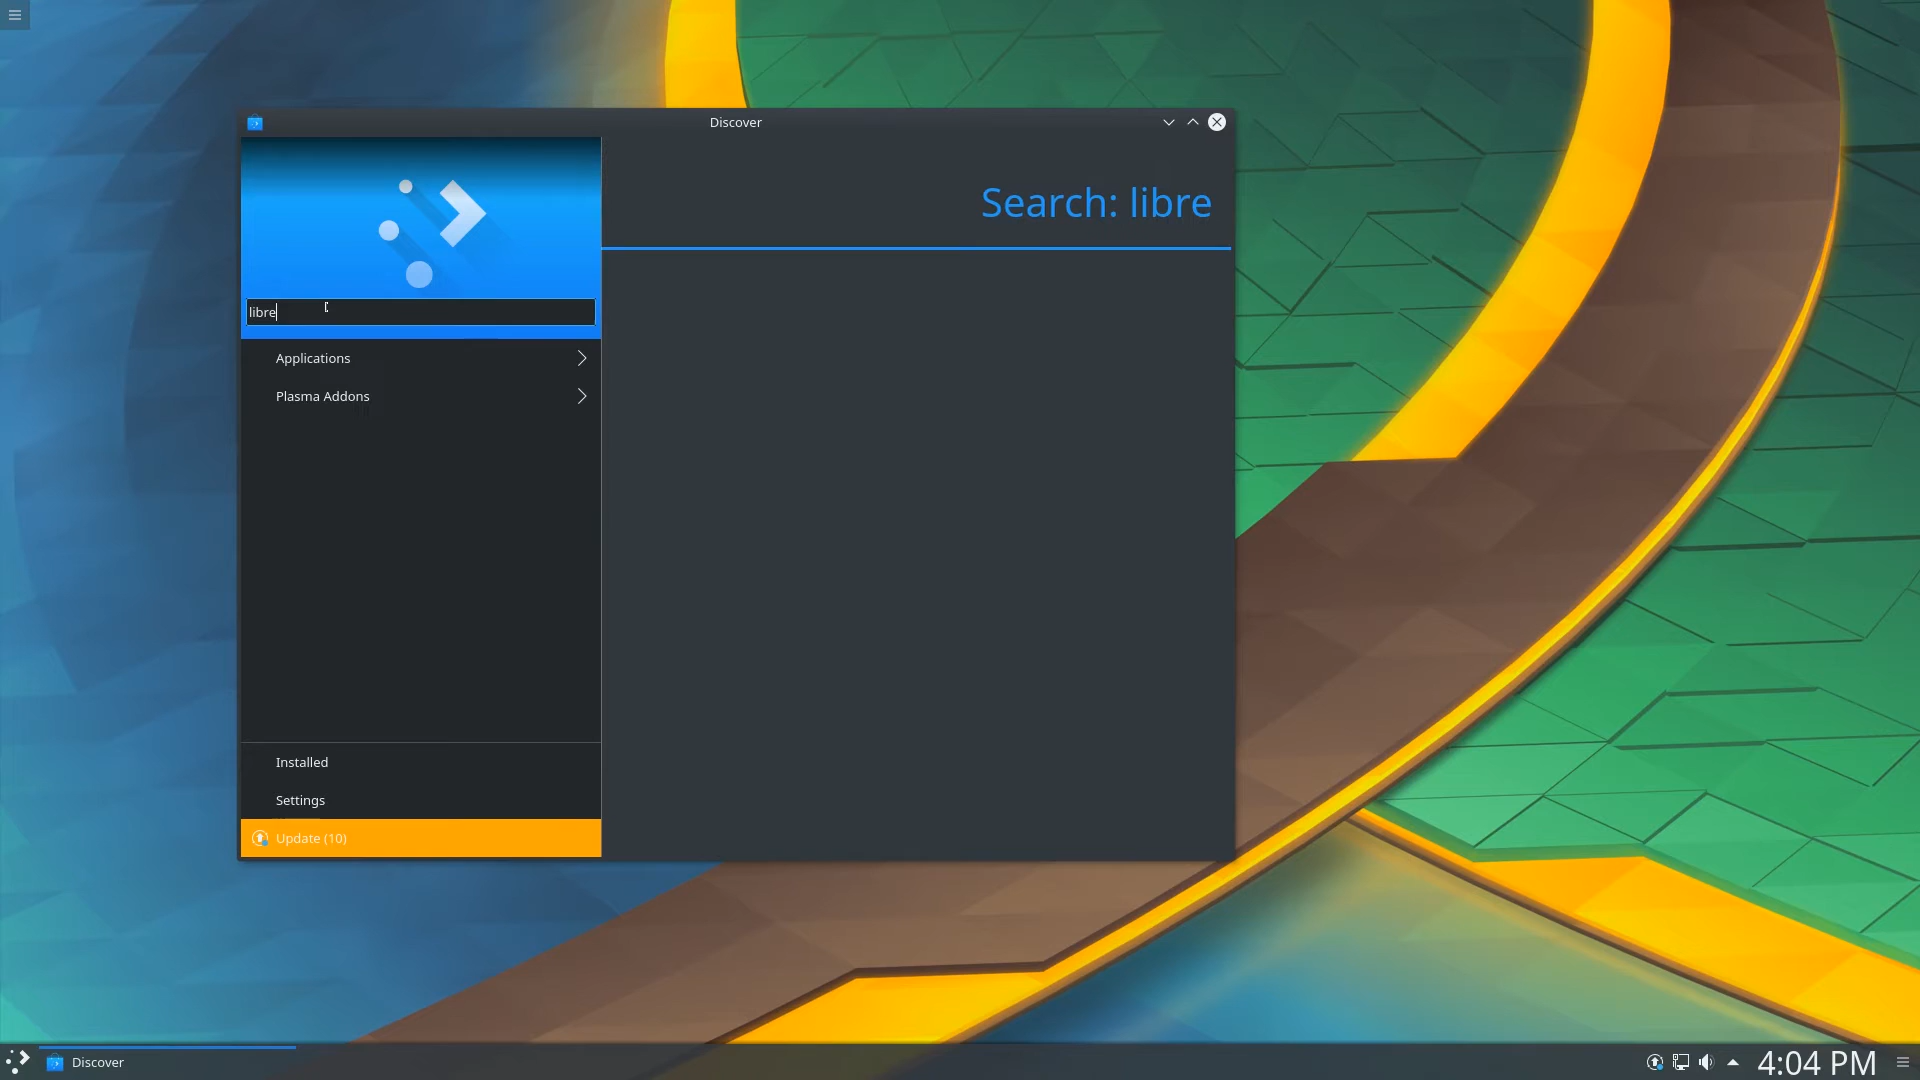 Discover
Search: libre
libre
Applications
Plasma Addons
Installed
Settings
Update (10)
Discover
4:04 PM